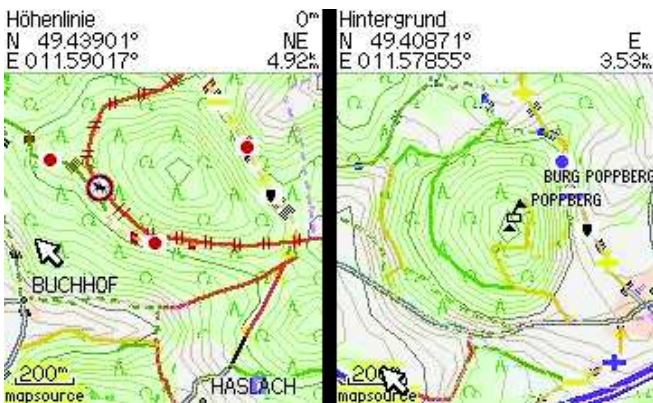 Höhenlinie 0m
N 49.43901° NE
E 011.59017° 4.92km
BUCHHOF
200m
mapsource
HASLACH
Hintergrund
N 49.40871° E
E 011.57855° 3.53km
BURG POPPBERG
POPPBERG
200m
mapsource